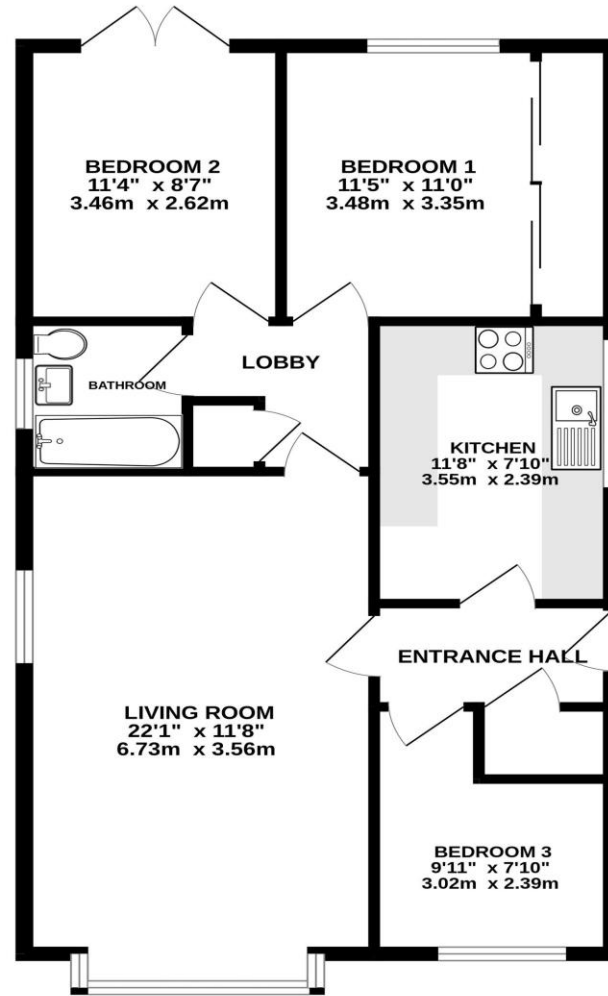 BEDROOM 2
11'4" x 8'7"
3.46m x 2.62m
BEDROOM 1
11'5" x 11'0"
3.48m x 3.35m
LOBBY
BATHROOM
KITCHEN
11'8" x 7'10"
3.55m x 2.39m
ENTRANCE HALL
LIVING ROOM
22'1" x 11'8"
6.73m x 3.56m
BEDROOM 3
9'11" x 7'10"
3.02m x 2.39m